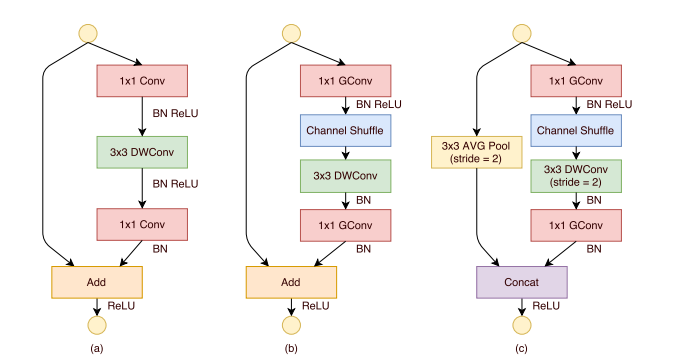 1x1 Conv
BN ReLU
3x3 DWConv
BN ReLU
1x1 Conv
BN
Add
ReLU
(a)
1x1 GConv
BN ReLU
Channel Shuffle
3x3 DWConv
BN
1x1 GConv
BN
Add
ReLU
(b)
3x3 AVG Pool
(stride = 2)
1x1 GConv
BN ReLU
Channel Shuffle
3x3 DWConv
(stride = 2)
BN
1x1 GConv
BN
Concat
ReLU
(c)